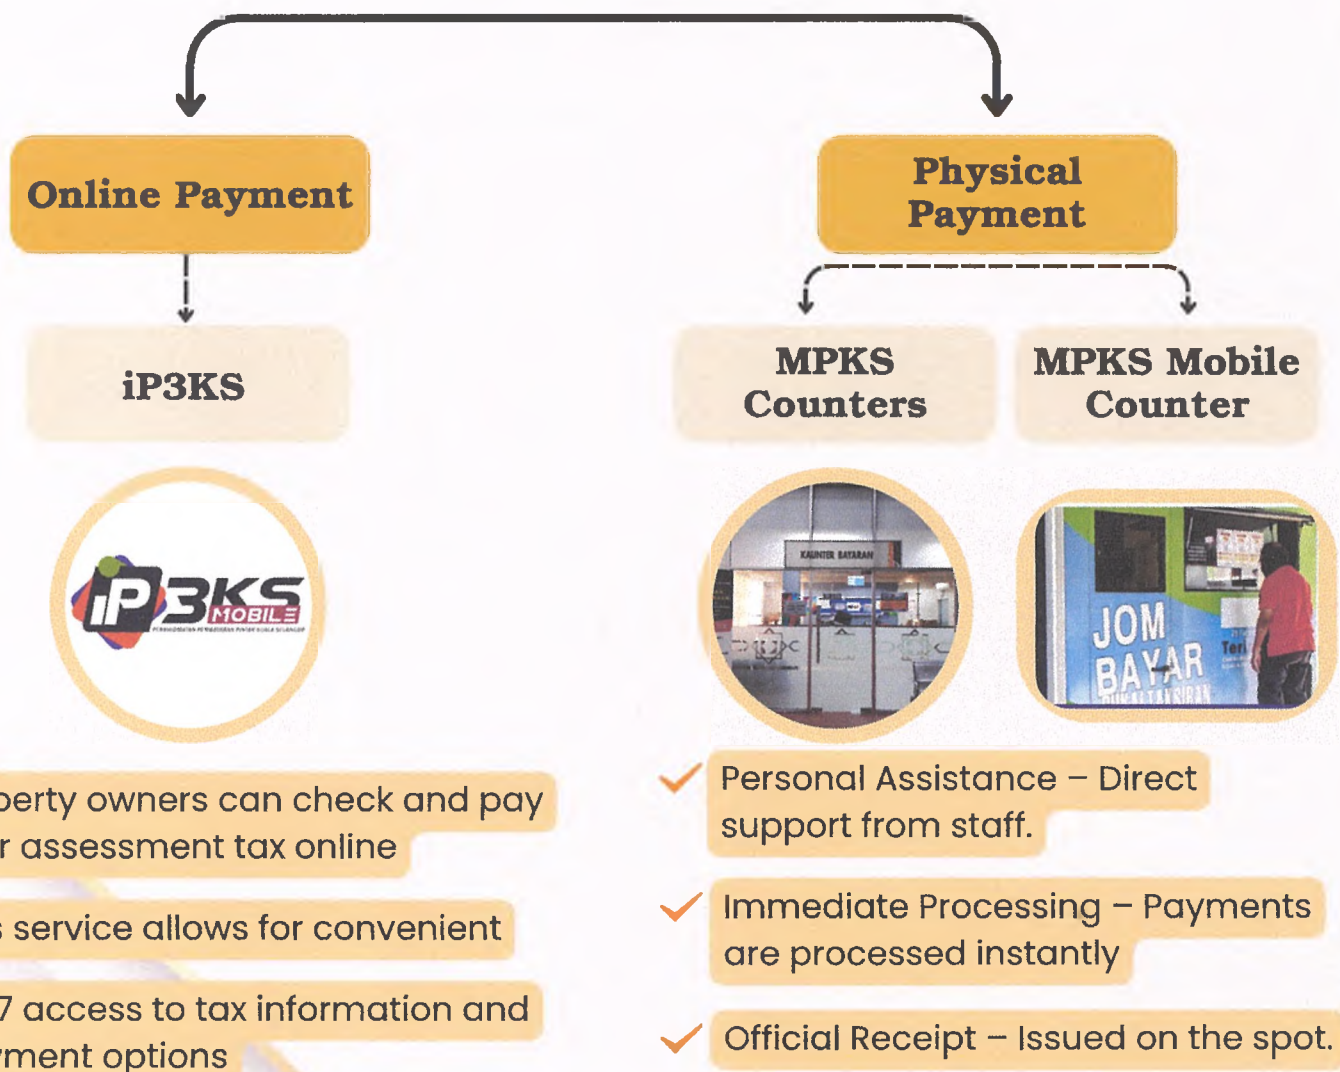 Online Payment
Physical
Payment
iP3KS
MPKS
Counters
MPKS Mobile
Counter
iP3KS
MOBILE
KAUNTER BAYARAN
JOM
BAYAR
Teri
perty owners can check and pay
r assessment tax online
s service allows for convenient
7 access to tax information and
yment options
Personal Assistance – Direct
support from staff.
Immediate Processing – Payments
are processed instantly
Official Receipt – Issued on the spot.